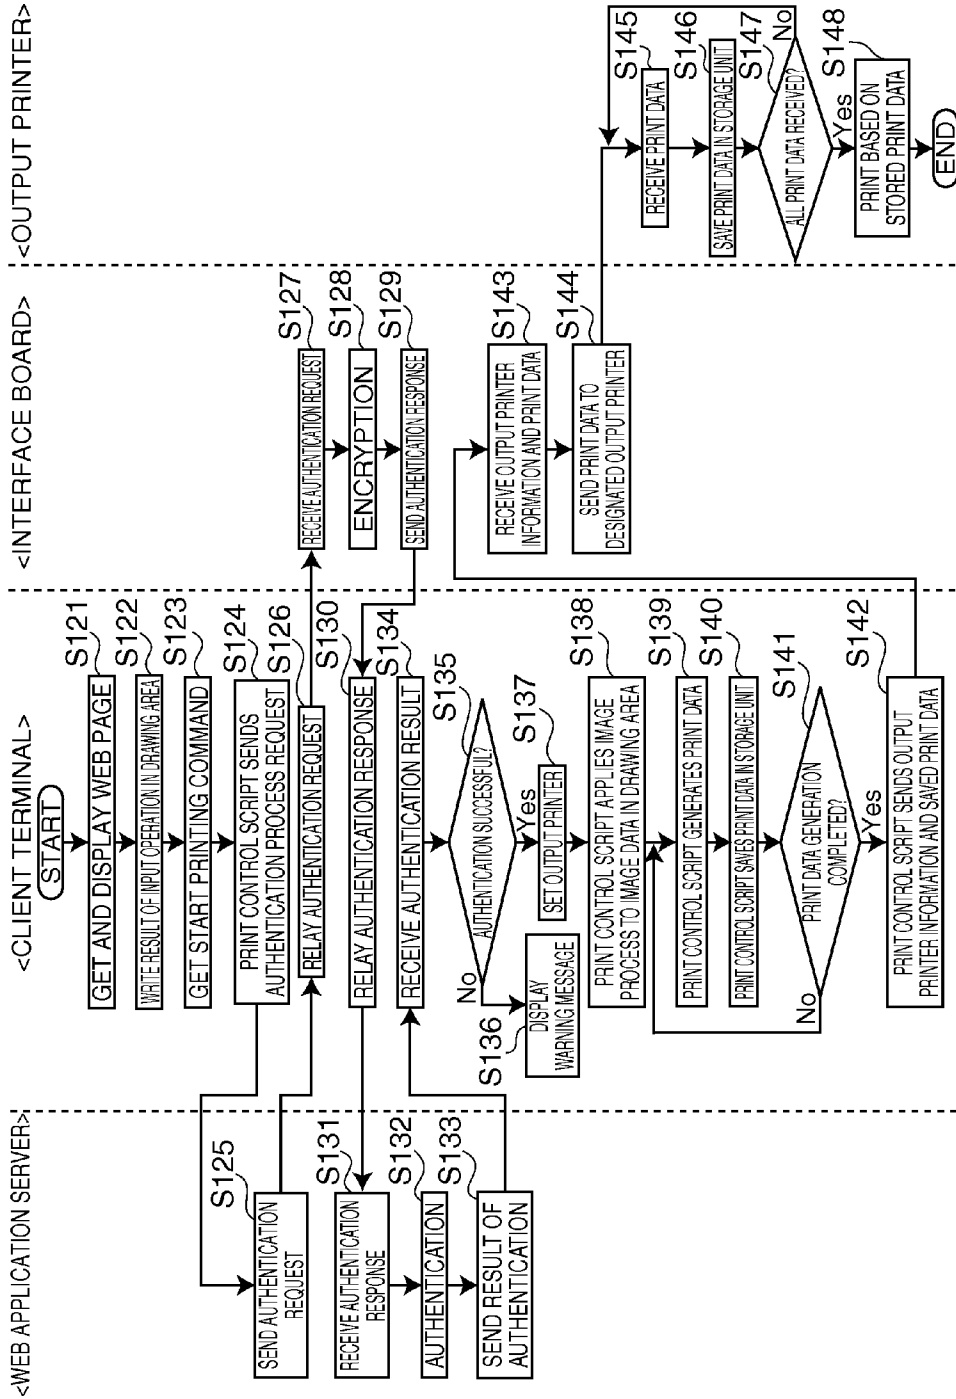 <WEB APPLICATION SERVER>
<CLIENT TERMINAL>
<INTERFACE BOARD>
<OUTPUT PRINTER>
START
S121
GET AND DISPLAY WEB PAGE
S122
WRITE RESULT OF INPUT OPERATION IN DRAWING AREA
S123
GET START PRINTING COMMAND
S124
PRINT CONTROL SCRIPT SENDS
AUTHENTICATION PROCESS REQUEST
S125
SEND AUTHENTICATION
REQUEST
S126
RELAY AUTHENTICATION REQUEST
S127
RECEIVE AUTHENTICATION REQUEST
S128
ENCRYPTION
S129
SEND AUTHENTICATION RESPONSE
S130
RELAY AUTHENTICATION RESPONSE
S131
RECEIVE AUTHENTICATION
RESPONSE
S132
AUTHENTICATION
S133
SEND RESULT OF
AUTHENTICATION
S134
RECEIVE AUTHENTICATION RESULT
S135
AUTHENTICATION SUCCESSFUL?
No
Yes
S136
DISPLAY
WARNING MESSAGE
S137
SET OUTPUT PRINTER
S138
PRINT CONTROL SCRIPT APPLIES IMAGE
PROCESS TO IMAGE DATA IN DRAWING AREA
S139
PRINT CONTROL SCRIPT GENERATES PRINT DATA
S140
PRINT CONTROL SCRIPT SAVES PRINT DATA IN STORAGE UNIT
S141
PRINT DATA GENERATION
COMPLETED?
No
Yes
S142
PRINT CONTROL SCRIPT SENDS OUTPUT
PRINTER INFORMATION AND SAVED PRINT DATA
S143
RECEIVE OUTPUT PRINTER
INFORMATION AND PRINT DATA
S144
SEND PRINT DATA TO
DESIGNATED OUTPUT PRINTER
S145
RECEIVE PRINT DATA
S146
SAVE PRINT DATA IN STORAGE UNIT
S147
ALL PRINT DATA RECEIVED?
No
Yes
S148
PRINT BASED ON
STORED PRINT DATA
END